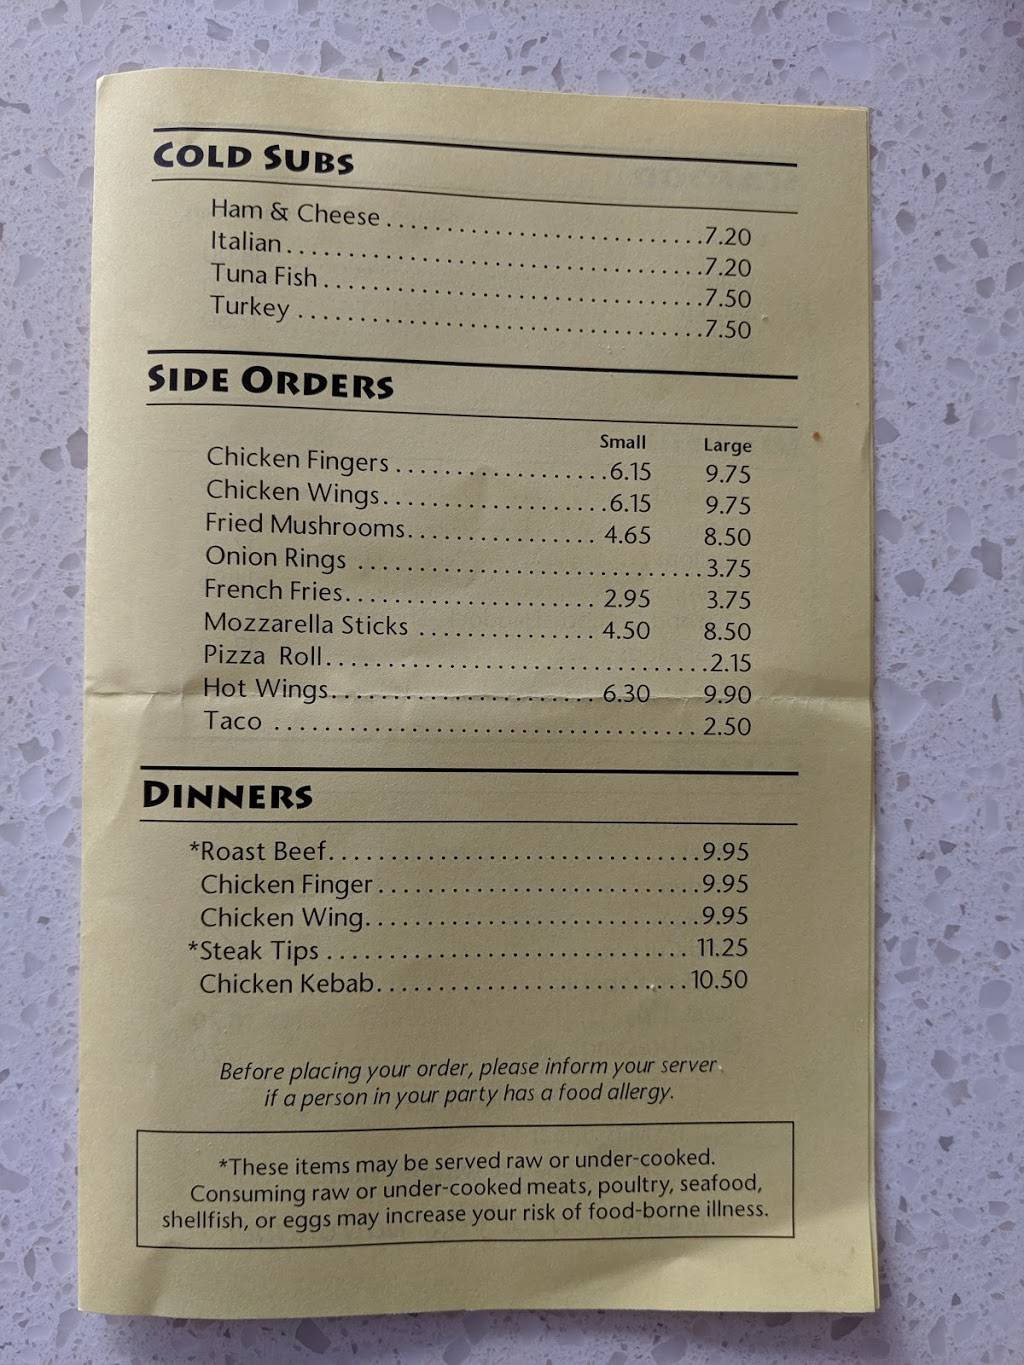 COLD SUBS
Ham & Cheese..........................7.20
Italian..................................7.20
Tuna Fish...............................7.50
Turkey .................................7.50
SIDE ORDERS
Small Large
Chicken Fingers.................6.15 9.75
Chicken Wings..................6.15 9.75
Fried Mushrooms............... 4.65 8.50
Onion Rings ............................3.75
French Fries.................... 2.95 3.75
Mozzarella Sticks .............. 4.50 8.50
Pizza Roll...............................2.15
Hot Wings..................... 6.30 9.90
Taco .................................. 2.50
DINNERS
*Roast Beef..............................9.95
Chicken Finger..........................9.95
Chicken Wing...........................9.95
*Steak Tips ............................. 11.25
Chicken Kebab.........................10.50
Before placing your order, please inform your server
if a person in your party has a food allergy.
*These items may be served raw or under-cooked.
Consuming raw or under-cooked meats, poultry, seafood,
shellfish, or eggs may increase your risk of food-borne illness.